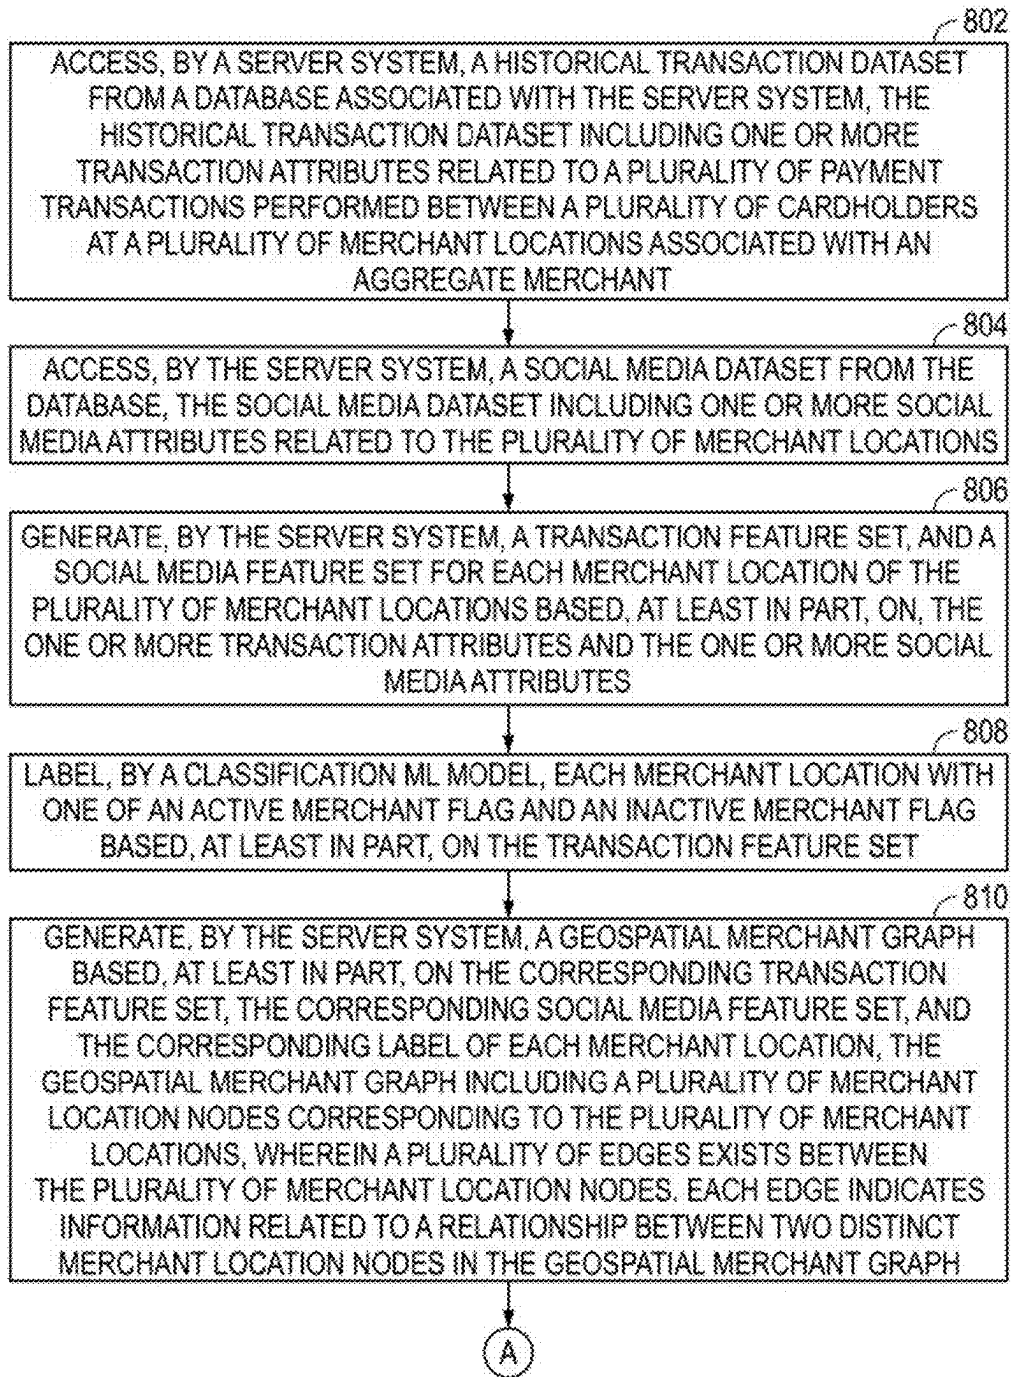 802
ACCESS, BY A SERVER SYSTEM, A HISTORICAL TRANSACTION DATASET
FROM A DATABASE ASSOCIATED WITH THE SERVER SYSTEM, THE
HISTORICAL TRANSACTION DATASET INCLUDING ONE OR MORE
TRANSACTION ATTRIBUTES RELATED TO A PLURALITY OF PAYMENT
TRANSACTIONS PERFORMED BETWEEN A PLURALITY OF CARDHOLDERS
AT A PLURALITY OF MERCHANT LOCATIONS ASSOCIATED WITH AN
AGGREGATE MERCHANT
804
ACCESS, BY THE SERVER SYSTEM, A SOCIAL MEDIA DATASET FROM THE
DATABASE, THE SOCIAL MEDIA DATASET INCLUDING ONE OR MORE SOCIAL
MEDIA ATTRIBUTES RELATED TO THE PLURALITY OF MERCHANT LOCATIONS
806
GENERATE, BY THE SERVER SYSTEM, A TRANSACTION FEATURE SET, AND A
SOCIAL MEDIA FEATURE SET FOR EACH MERCHANT LOCATION OF THE
PLURALITY OF MERCHANT LOCATIONS BASED, AT LEAST IN PART, ON, THE
ONE OR MORE TRANSACTION ATTRIBUTES AND THE ONE OR MORE SOCIAL
MEDIA ATTRIBUTES
808
LABEL, BY A CLASSIFICATION ML MODEL, EACH MERCHANT LOCATION WITH
ONE OF AN ACTIVE MERCHANT FLAG AND AN INACTIVE MERCHANT FLAG
BASED, AT LEAST IN PART, ON THE TRANSACTION FEATURE SET
810
GENERATE, BY THE SERVER SYSTEM, A GEOSPATIAL MERCHANT GRAPH
BASED, AT LEAST IN PART, ON THE CORRESPONDING TRANSACTION
FEATURE SET, THE CORRESPONDING SOCIAL MEDIA FEATURE SET, AND
THE CORRESPONDING LABEL OF EACH MERCHANT LOCATION, THE
GEOSPATIAL MERCHANT GRAPH INCLUDING A PLURALITY OF MERCHANT
LOCATION NODES CORRESPONDING TO THE PLURALITY OF MERCHANT
LOCATIONS, WHEREIN A PLURALITY OF EDGES EXISTS BETWEEN
THE PLURALITY OF MERCHANT LOCATION NODES. EACH EDGE INDICATES
INFORMATION RELATED TO A RELATIONSHIP BETWEEN TWO DISTINCT
MERCHANT LOCATION NODES IN THE GEOSPATIAL MERCHANT GRAPH
A